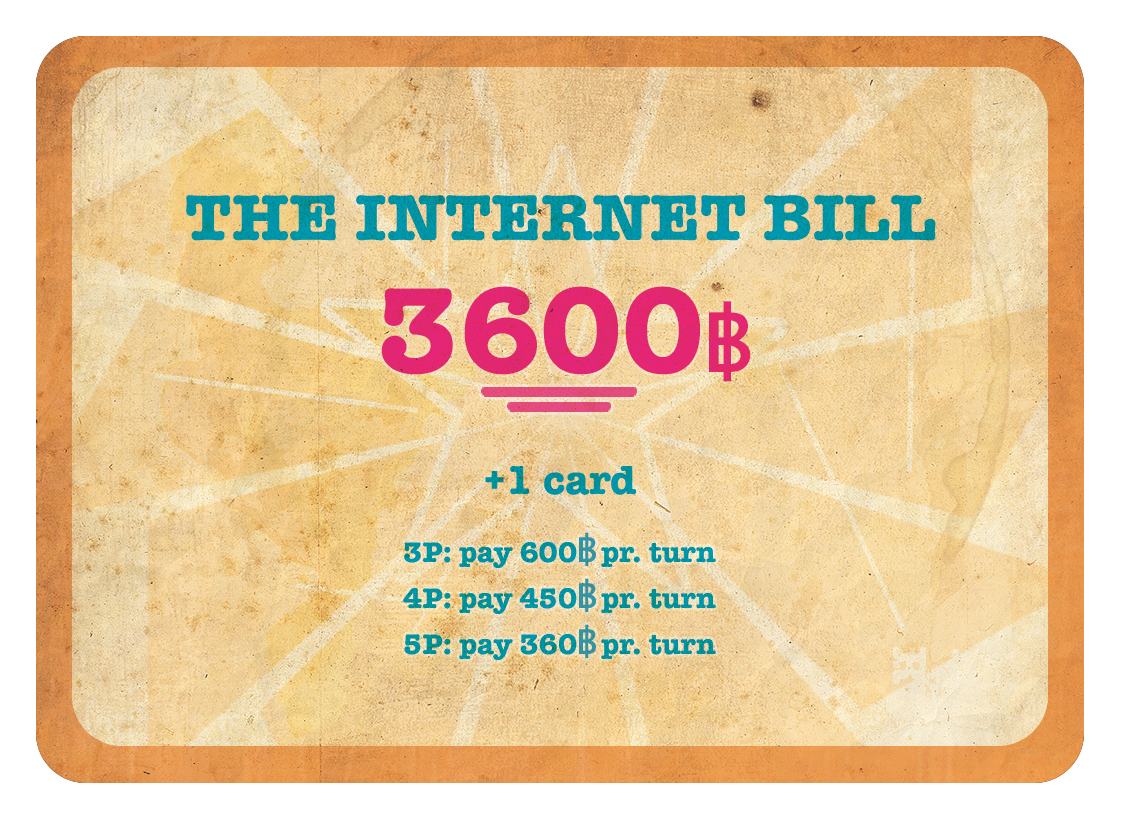 THE INTERNET BILL
3600฿
+1 card
3P: pay 600฿ pr. turn
4P: pay 450฿ pr. turn
5P: pay 360฿ pr. turn